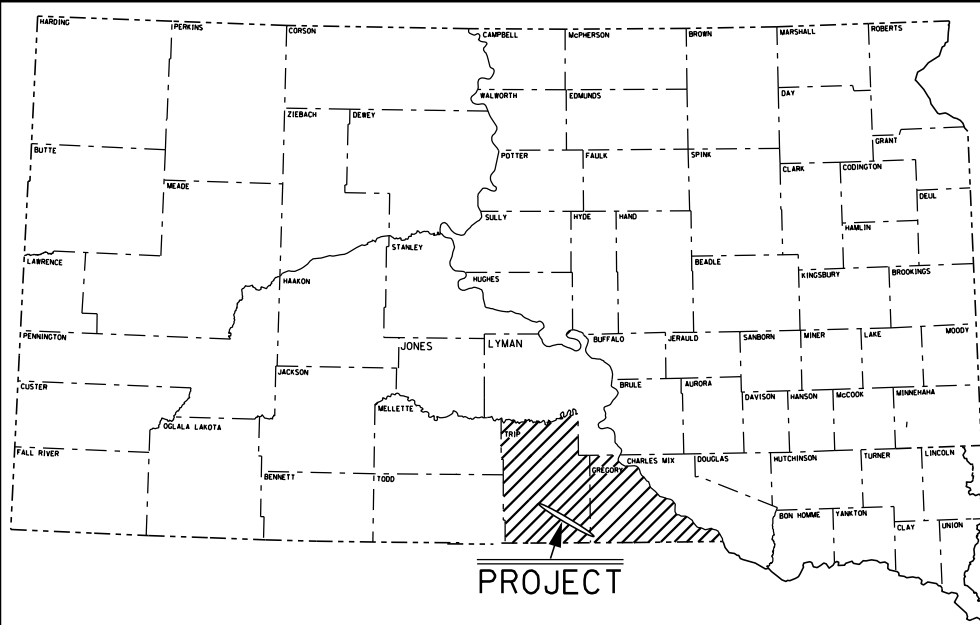 HARDING
PERKINS
CORSON
CAMPBELL
McPHERSON
BROWN
MARSHALL
ROBERTS
WALWORTH
EDMUNDS
DAY
ZIEBACH
DEWEY
GRANT
BUTTE
POTTER
FAULK
SPINK
CLARK
CODINGTON
MEADE
DEUL
SULLY
HYDE
HAND
HAMLIN
STANLEY
LAWRENCE
BEADLE
HAAKON
HUGHES
KINGSBURY
BROOKINGS
PENNINGTON
JONES
LYMAN
BUFFALO
JERAULD
SANBORN
MINER
LAKE
MOODY
JACKSON
CUSTER
BRULE
AURORA
DAVISON
HANSON
McCOOK
MINNEHAHA
MELLETTE
OGLALA LAKOTA
TRIP
FALL RIVER
CHARLES MIX
DOUGLAS
HUTCHINSON
TURNER
LINCOLN
GREGORY
BENNETT
TODD
BON HOMME
YANKTON
CLAY
UNION
PROJECT